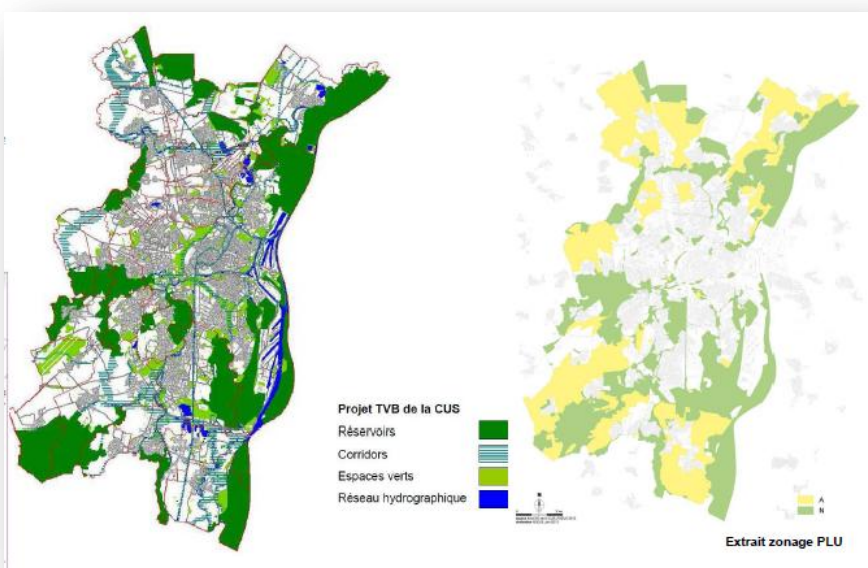 Projet TVB de la CUS
Réservoirs
Corridors
Espaces verts
Réseau hydrographique
A
N
Extrait zonage PLU